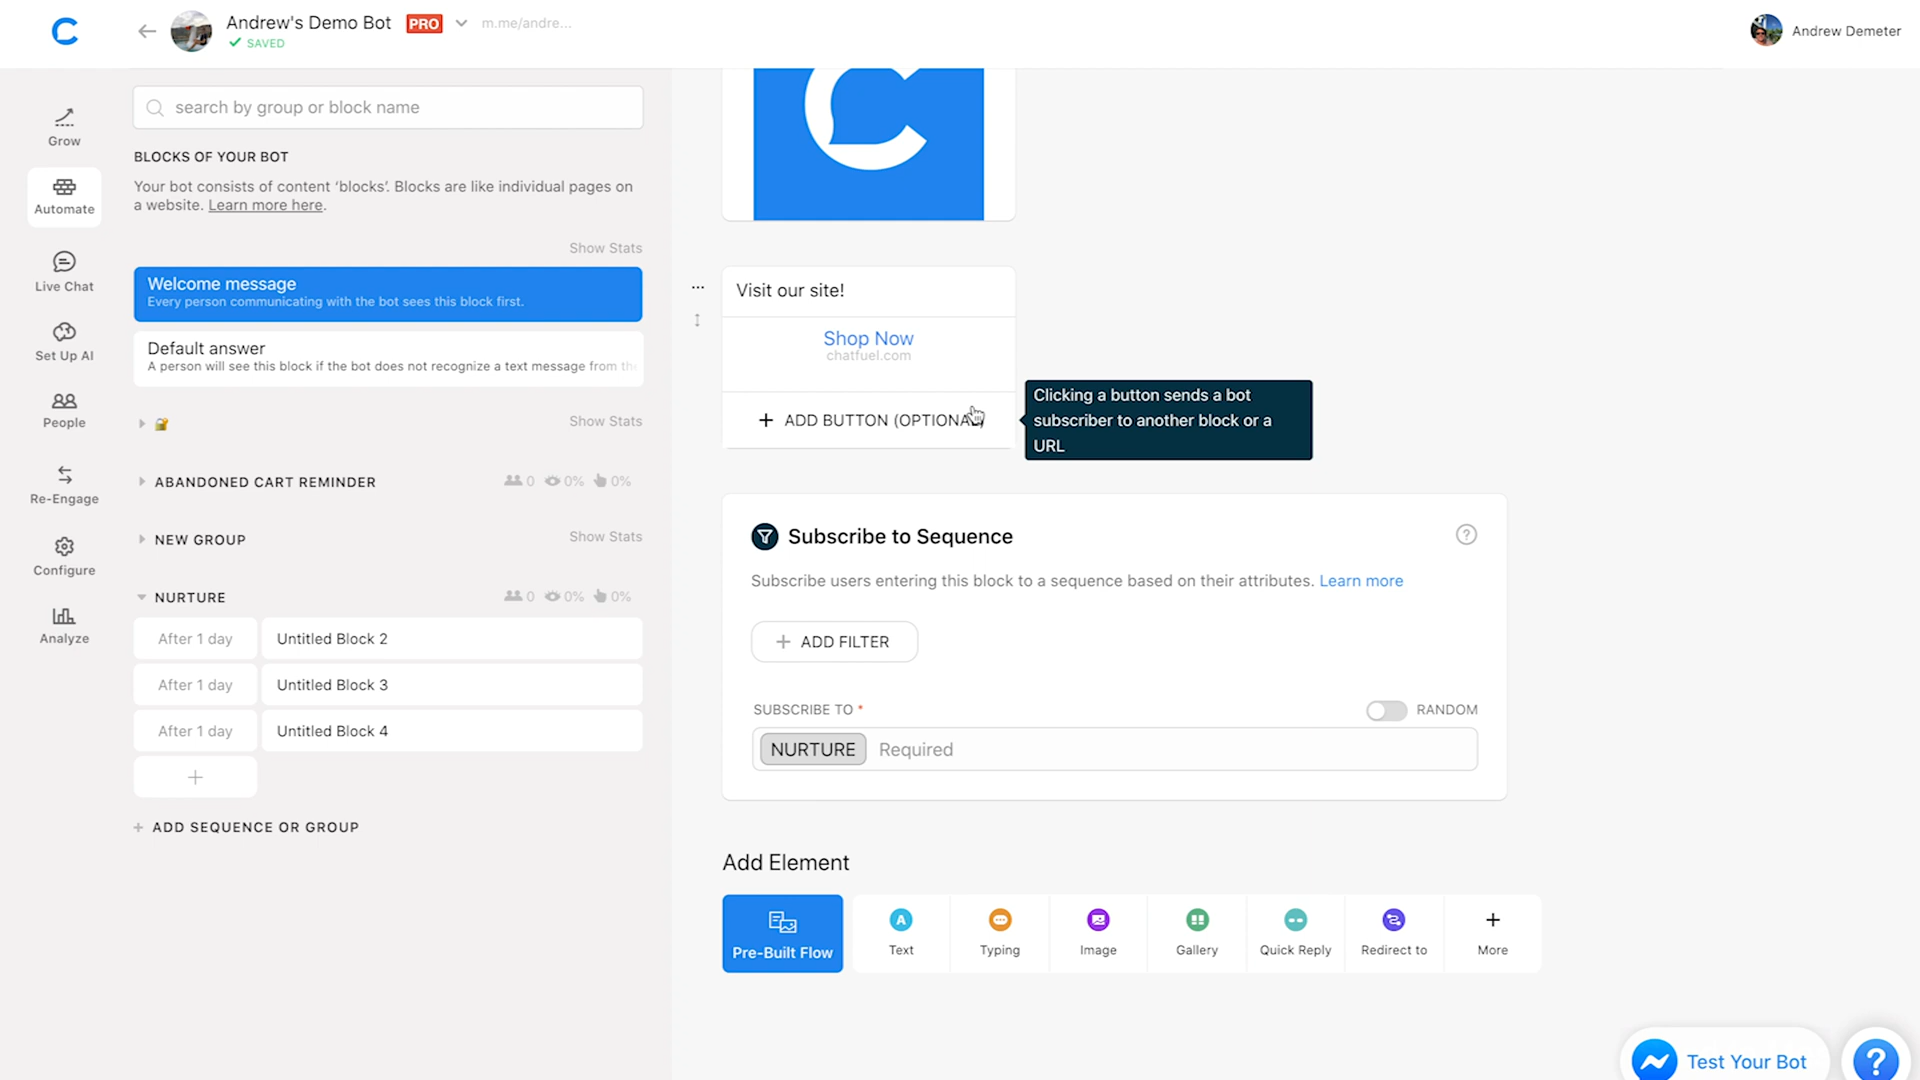 Andrew's Demo Bot PRO m.me/andre...
SAVED
Andrew Demeter
Grow
Automate
Live Chat
Set Up AI
People
Re-Engage
Configure
Analyze
search by group or block name
BLOCKS OF YOUR BOT
Your bot consists of content ‘blocks’. Blocks are like individual pages on
a website. Learn more here.
Show Stats
Welcome message
Every person communicating with the bot sees this block first.
Default answer
A person will see this block if the bot does not recognize a text message from
Show Stats
ABANDONED CART REMINDER 0 0% 0%
NEW GROUP Show Stats
NURTURE 0 0% 0%
After 1 day Untitled Block 2
After 1 day Untitled Block 3
After 1 day Untitled Block 4
+ ADD SEQUENCE OR GROUP
Visit our site!
Shop Now
chatfuel.com
+ ADD BUTTON (OPTIONAL)
Clicking a button sends a bot
subscriber to another block or a
URL
Subscribe to Sequence ?
Subscribe users entering this block to a sequence based on their attributes. Learn more
+ ADD FILTER
SUBSCRIBE TO * RANDOM
NURTURE Required
Add Element
Pre-Built Flow
Text
Typing
Image
Gallery
Quick Reply
Redirect to
More
Test Your Bot ?